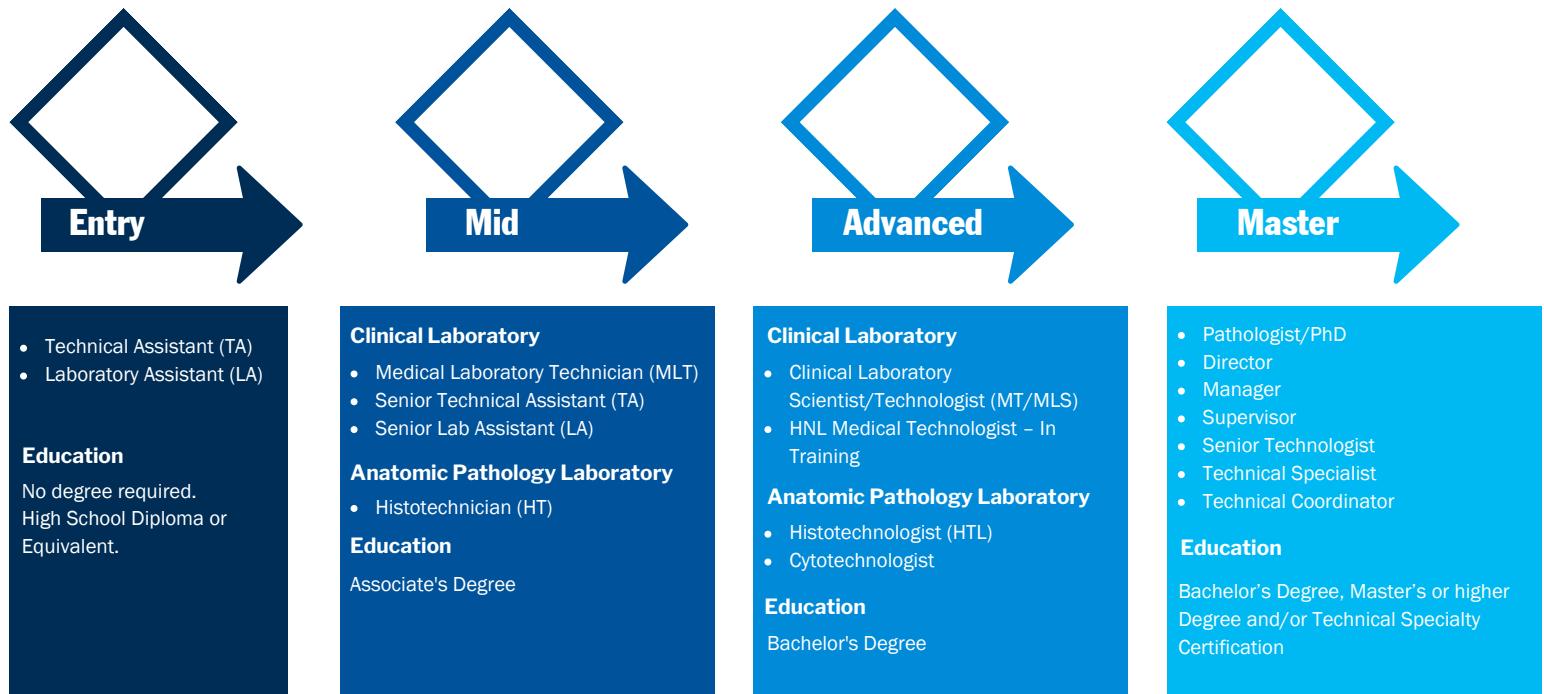 Entry
Technical Assistant (TA)
Laboratory Assistant (LA)
Education
No degree required.
High School Diploma or
Equivalent.
Mid
Clinical Laboratory
Medical Laboratory Technician (MLT)
Senior Technical Assistant (TA)
Senior Lab Assistant (LA)
Anatomic Pathology Laboratory
Histotechnician (HT)
Education
Associate's Degree
Advanced
Clinical Laboratory
Clinical Laboratory
Scientist/Technologist (MT/MLS)
HNL Medical Technologist – In
Training
Anatomic Pathology Laboratory
Histotechnologist (HTL)
Cytotechnologist
Education
Bachelor's Degree
Master
Pathologist/PhD
Director
Manager
Supervisor
Senior Technologist
Technical Specialist
Technical Coordinator
Education
Bachelor’s Degree, Master’s or higher
Degree and/or Technical Specialty
Certification